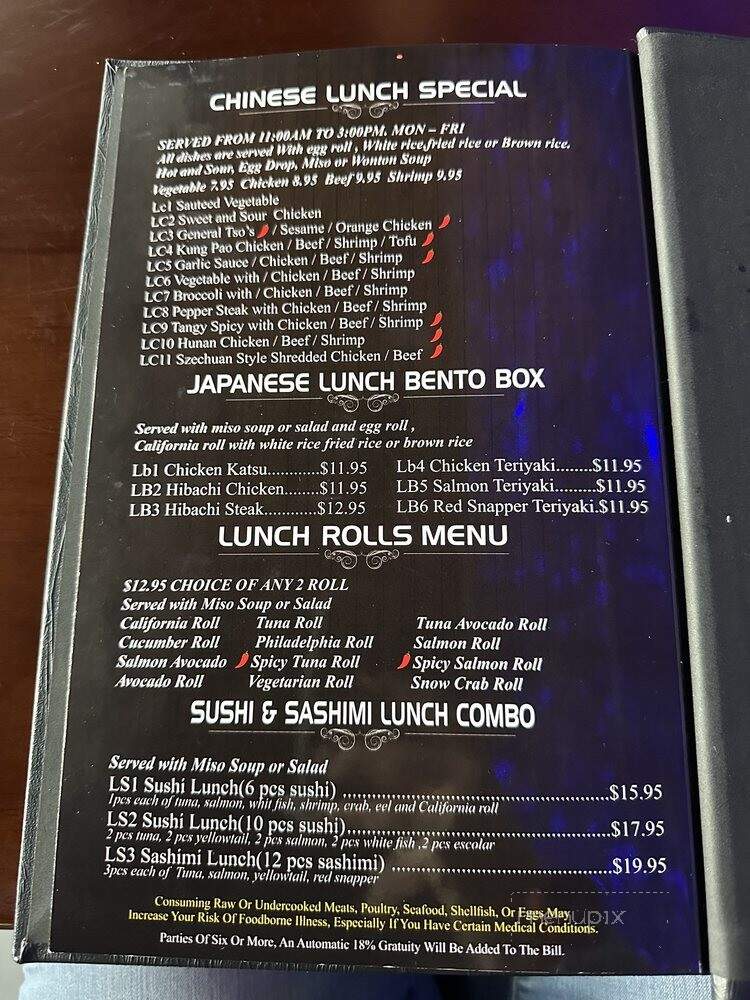 CHINESE LUNCH SPECIAL
SERVED FROM 11:00AM TO 3:00PM. MON – FRI
All dishes are served With egg roll , White rice,fried rice or Brown rice.
Hot and Sour, Egg Drop, Miso or Wonton Soup
Vegetable 7.95 Chicken 8.95 Beef 9.95 Shrimp 9.95
Lc1 Sauteed Vegetable
LC2 Sweet and Sour Chicken
LC3 General Tso's / Sesame / Orange Chicken
LC4 Kung Pao Chicken / Beef / Shrimp / Tofu
LC5 Garlic Sauce / Chicken / Beef / Shrimp
LC6 Vegetable with / Chicken / Beef / Shrimp
LC7 Broccoli with / Chicken / Beef / Shrimp
LC8 Pepper Steak with Chicken / Beef / Shrimp
LC9 Tangy Spicy with Chicken / Beef / Shrimp
LC10 Hunan Chicken / Beef / Shrimp
LC11 Szechuan Style Shredded Chicken / Beef
JAPANESE LUNCH BENTO BOX
Served with miso soup or salad and egg roll ,
California roll with white rice fried rice or brown rice
Lb1 Chicken Katsu............$11.95 Lb4 Chicken Teriyaki........$11.95
LB2 Hibachi Chicken........$11.95 LB5 Salmon Teriyaki.........$11.95
LB3 Hibachi Steak............$12.95 LB6 Red Snapper Teriyaki.$11.95
LUNCH ROLLS MENU
$12.95 CHOICE OF ANY 2 ROLL
Served with Miso Soup or Salad
California Roll Tuna Roll Tuna Avocado Roll
Cucumber Roll Philadelphia Roll Salmon Roll
Salmon Avocado Spicy Tuna Roll Spicy Salmon Roll
Avocado Roll Vegetarian Roll Snow Crab Roll
SUSHI & SASHIMI LUNCH COMBO
Served with Miso Soup or Salad
LS1 Sushi Lunch(6 pcs sushi) ........................................$15.95
1pcs each of tuna, salmon, whit fish, shrimp, crab, eel and California roll
LS2 Sushi Lunch(10 pcs sushi)........................................$17.95
2 pcs tuna, 2 pcs yellowtail, 2 pcs salmon, 2 pcs white fish ,2 pcs escolar
LS3 Sashimi Lunch(12 pcs sashimi) .................................$19.95
3pcs each of Tuna, salmon, yellowtail, red snapper
Consuming Raw Or Undercooked Meats, Poultry, Seafood, Shellfish, Or Eggs May
Increase Your Risk Of Foodborne Illness, Especially If You Have Certain Medical Conditions.
Parties Of Six Or More, An Automatic 18% Gratuity Will Be Added To The Bill.
menupix